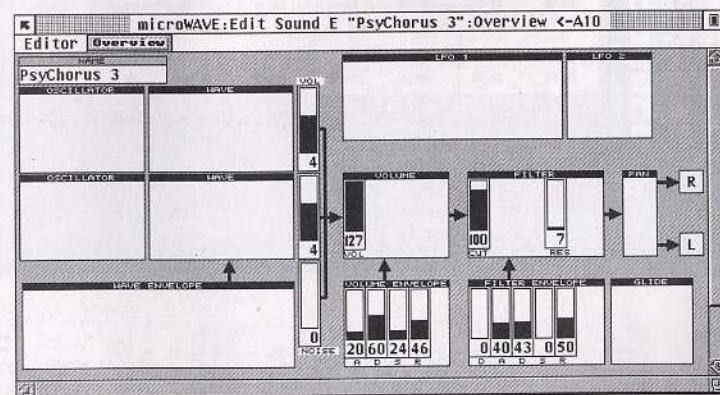 microWAVE:Edit Sound E "PsyChorus 3":Overview <-A10
Editor Overview
NAME
PsyChorus 3
VOL
LFO 1
LFO 2
OSCILLATOR
WAVE
4
OSCILLATOR
WAVE
4
VOLUME
127
VOL
FILTER
100
CUT
7
RES
PAN
R
L
WAVE ENVELOPE
0
NOISE
VOLUME ENVELOPE
20 60 24 46
A D S R
FILTER ENVELOPE
0 40 43 0 50
D A D S R
GLIDE